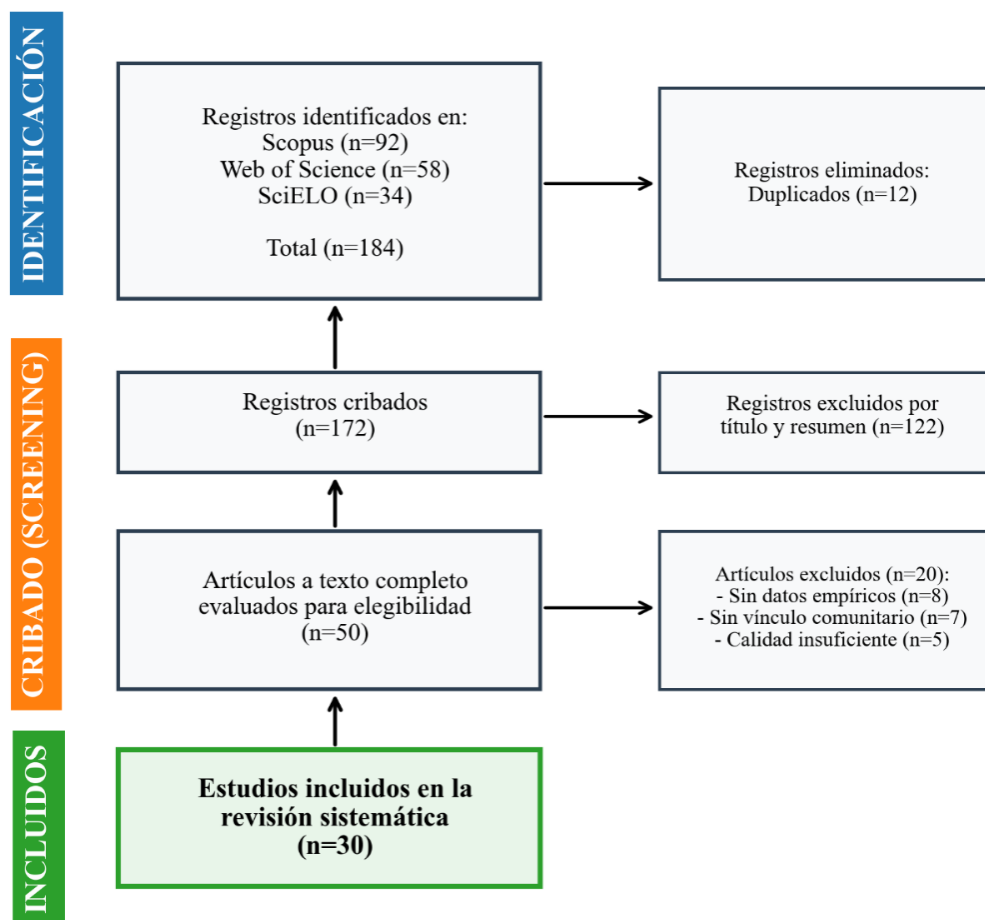 IDENTIFICACIÓN
Registros identificados en:
Scopus (n=92)
Web of Science (n=58)
SciELO (n=34)
Total (n=184)
Registros eliminados:
Duplicados (n=12)
CRIBADO (SCREENING)
Registros cribados
(n=172)
Registros excluidos por
título y resumen (n=122)
Artículos a texto completo
evaluados para elegibilidad
(n=50)
Artículos excluidos (n=20):
- Sin datos empíricos (n=8)
- Sin vínculo comunitario (n=7)
- Calidad insuficiente (n=5)
INCLUIDOS
Estudios incluidos en la
revisión sistemática
(n=30)